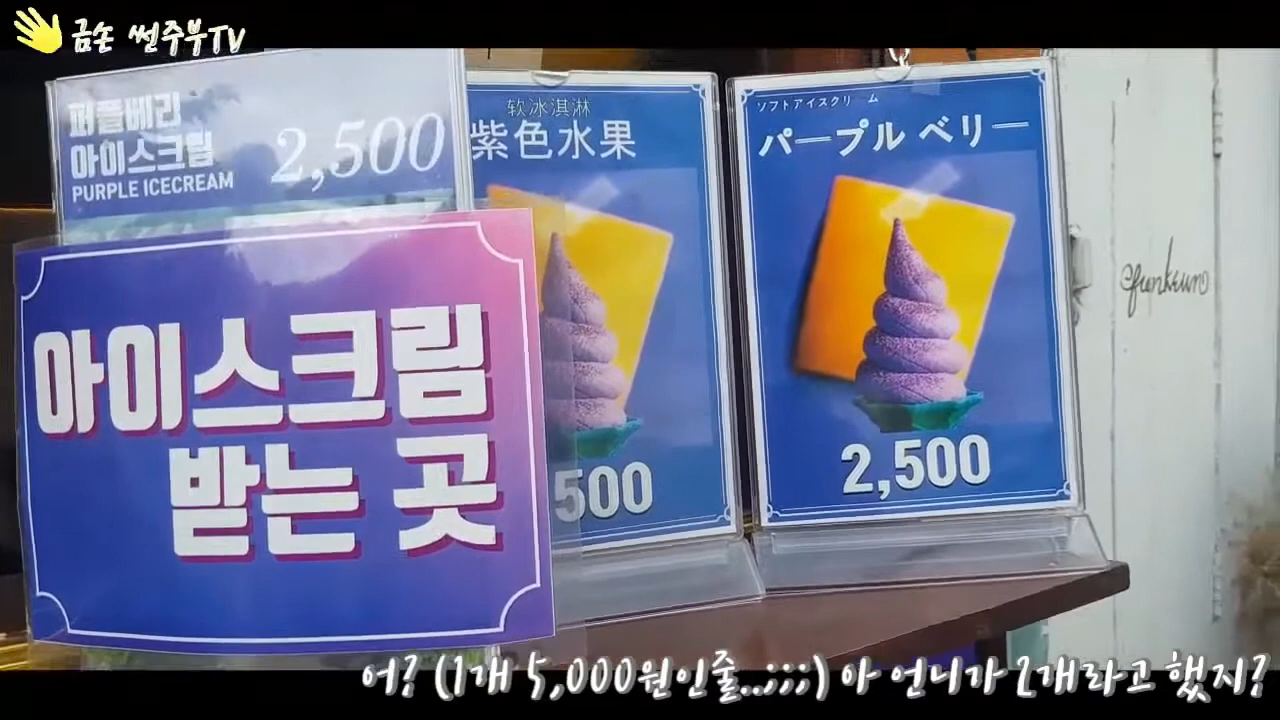 금손 썬주부TV
퍼플베리
아이스크림
PURPLE ICECREAM
2,500
아이스크림
받는 곳
软冰淇淋
紫色水果
500
ソフトアイスクリーム
パープル ベリー
2,500
funkeun
어? (1개 5,000원인줄..;;;) 아 언니가 2개라고 했지?